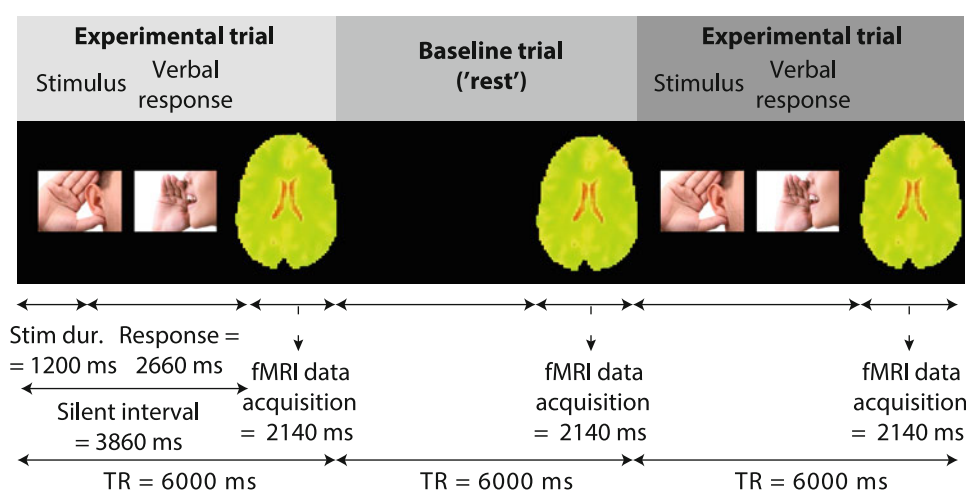 Experimental trial
Stimulus
Verbal
response
Baseline trial
('rest')
Experimental trial
Stimulus
Verbal
response
Stim dur.
= 1200 ms
Response =
2660 ms
Silent interval
= 3860 ms
fMRI data
acquisition
= 2140 ms
fMRI data
acquisition
= 2140 ms
fMRI data
acquisition
= 2140 ms
TR = 6000 ms
TR = 6000 ms
TR = 6000 ms